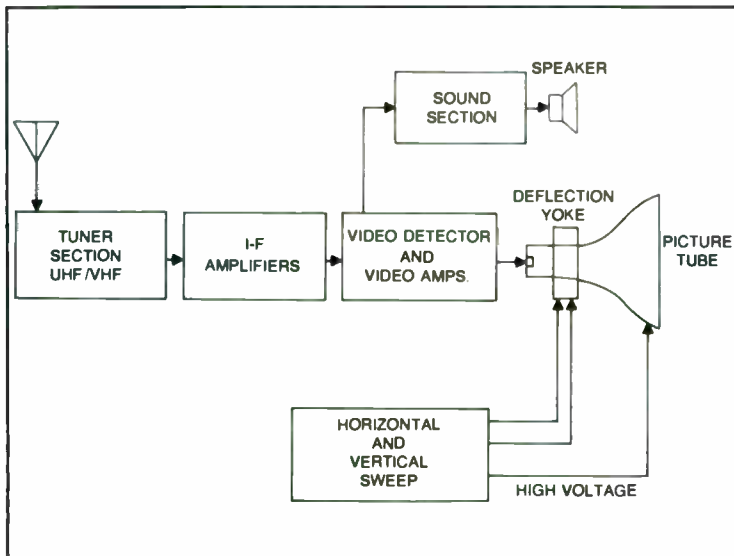 SPEAKER
SOUND
SECTION
DEFLECTION
YOKE
TUNER
SECTION
UHF/VHF
I-F
AMPLIFIERS
VIDEO DETECTOR
AND
VIDEO AMPS.
PICTURE
TUBE
HORIZONTAL
AND
VERTICAL
SWEEP
HIGH VOLTAGE